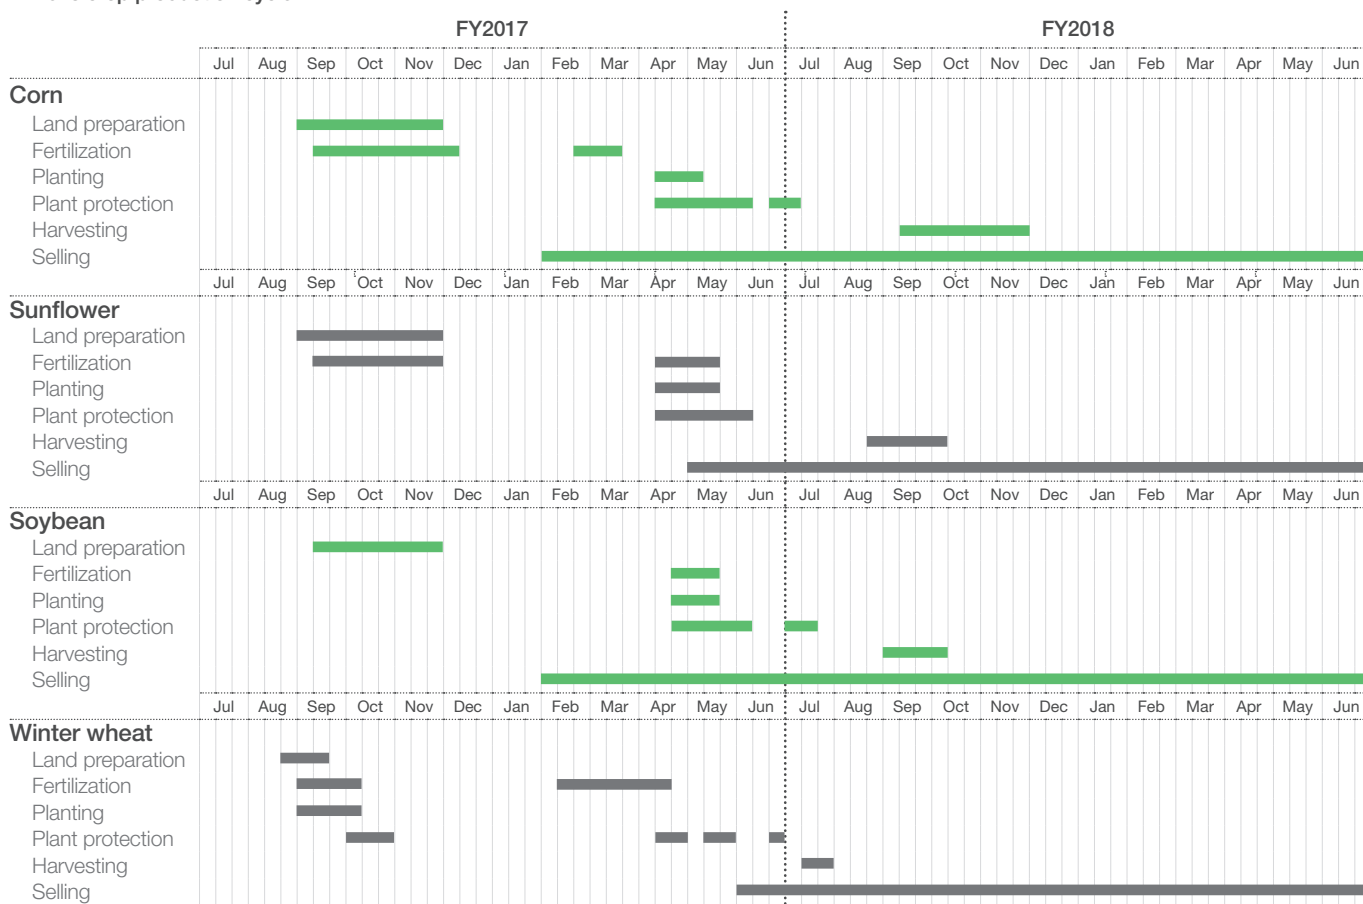 FY2017 FY2018
Jul Aug Sep Oct Nov Dec Jan Feb Mar Apr May Jun Jul Aug Sep Oct Nov Dec Jan Feb Mar Apr May Jun
Corn
Land preparation
Fertilization
Planting
Plant protection
Harvesting
Selling
Jul Aug Sep Oct Nov Dec Jan Feb Mar Apr May Jun Jul Aug Sep Oct Nov Dec Jan Feb Mar Apr May Jun
Sunflower
Land preparation
Fertilization
Planting
Plant protection
Harvesting
Selling
Jul Aug Sep Oct Nov Dec Jan Feb Mar Apr May Jun Jul Aug Sep Oct Nov Dec Jan Feb Mar Apr May Jun
Soybean
Land preparation
Fertilization
Planting
Plant protection
Harvesting
Selling
Jul Aug Sep Oct Nov Dec Jan Feb Mar Apr May Jun Jul Aug Sep Oct Nov Dec Jan Feb Mar Apr May Jun
Winter wheat
Land preparation
Fertilization
Planting
Plant protection
Harvesting
Selling